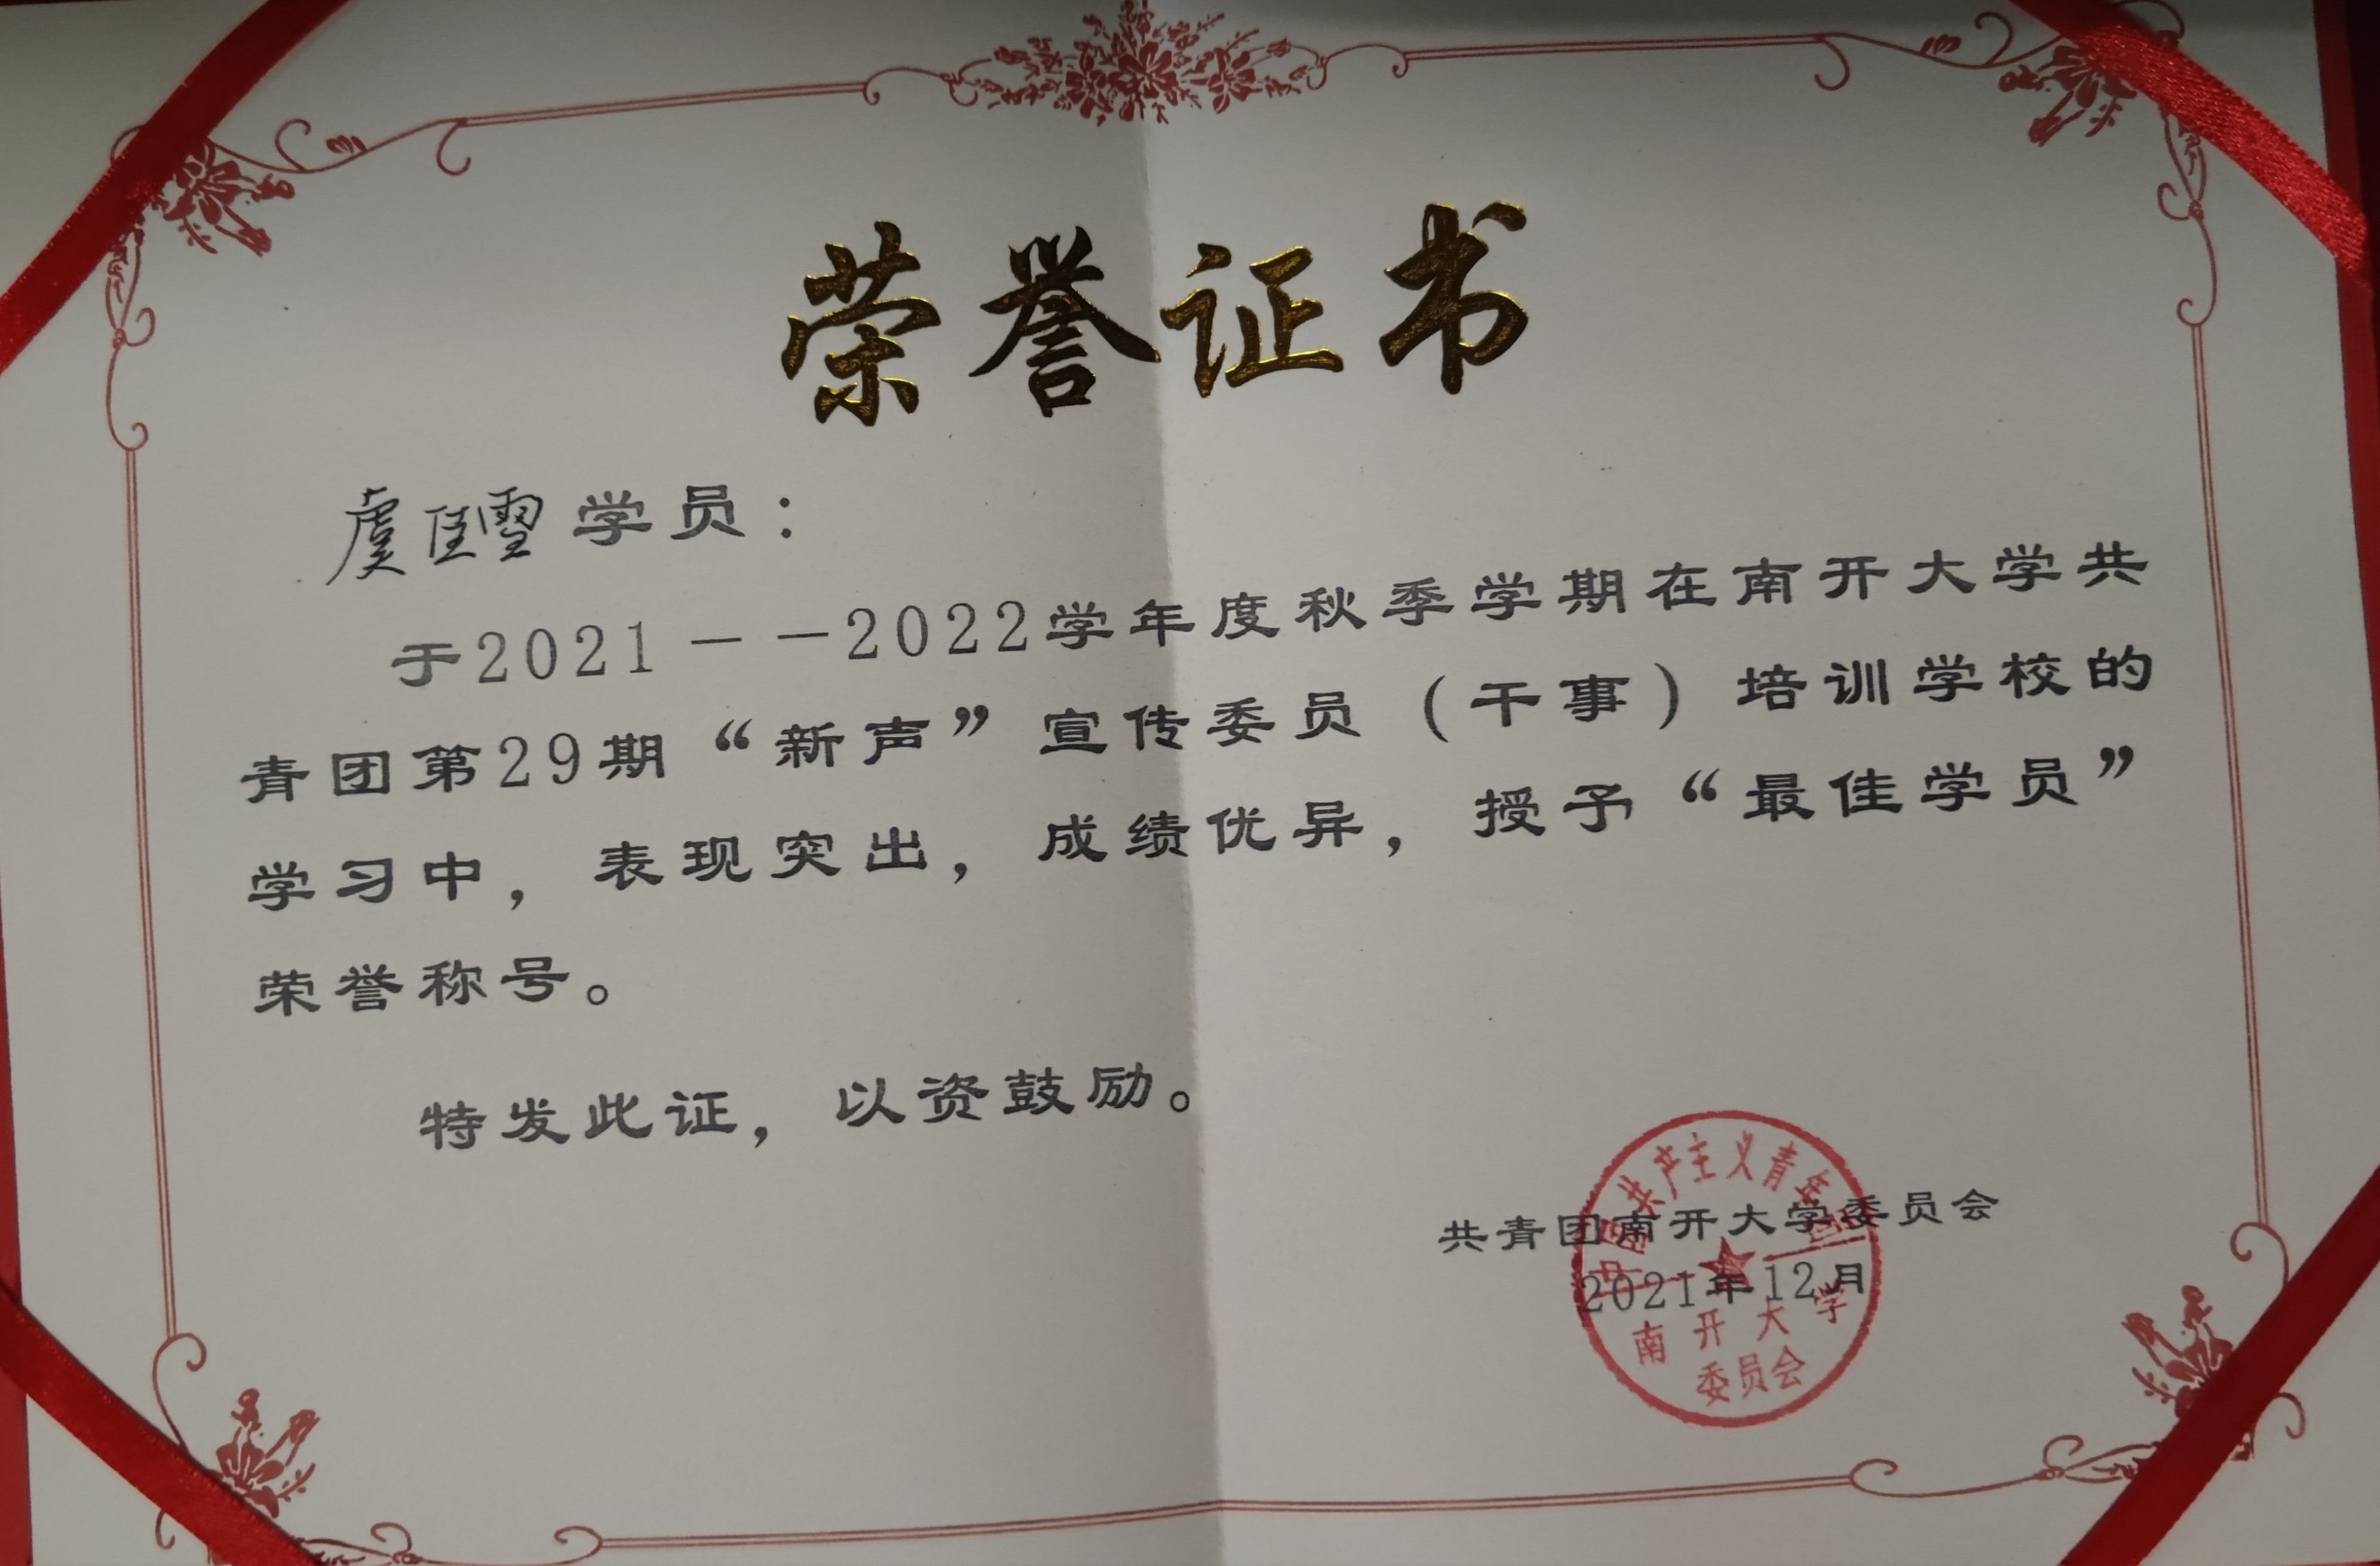 荣誉证书
虞佳雪学员：
于2021－－2022学年度秋季学期在南开大学共
青团第29期“新声”宣传委员（干事）培训学校的
学习中，表现突出，成绩优异，授予“最佳学员”
荣誉称号。
特发此证，以资鼓励。
共青团南开大学委员会
2021年12月
中国共产主义青年团
南开大学
委员会